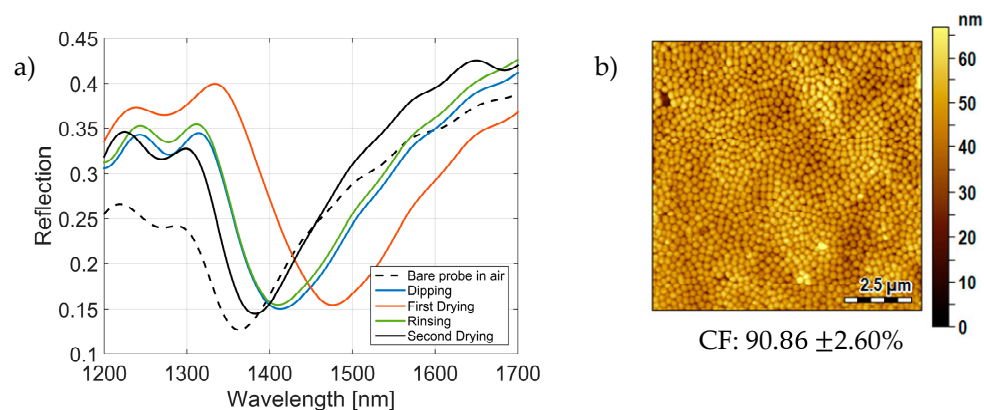 a)
0.45
0.4
0.35
0.3
0.25
0.2
0.15
0.1
Reflection
1200 1300 1400 1500 1600 1700
Wavelength [nm]
Bare probe in air
Dipping
First Drying
Rinsing
Second Drying
b)
nm
60
50
40
30
20
10
0
2.5 µm
CF: 90.86 ±2.60%